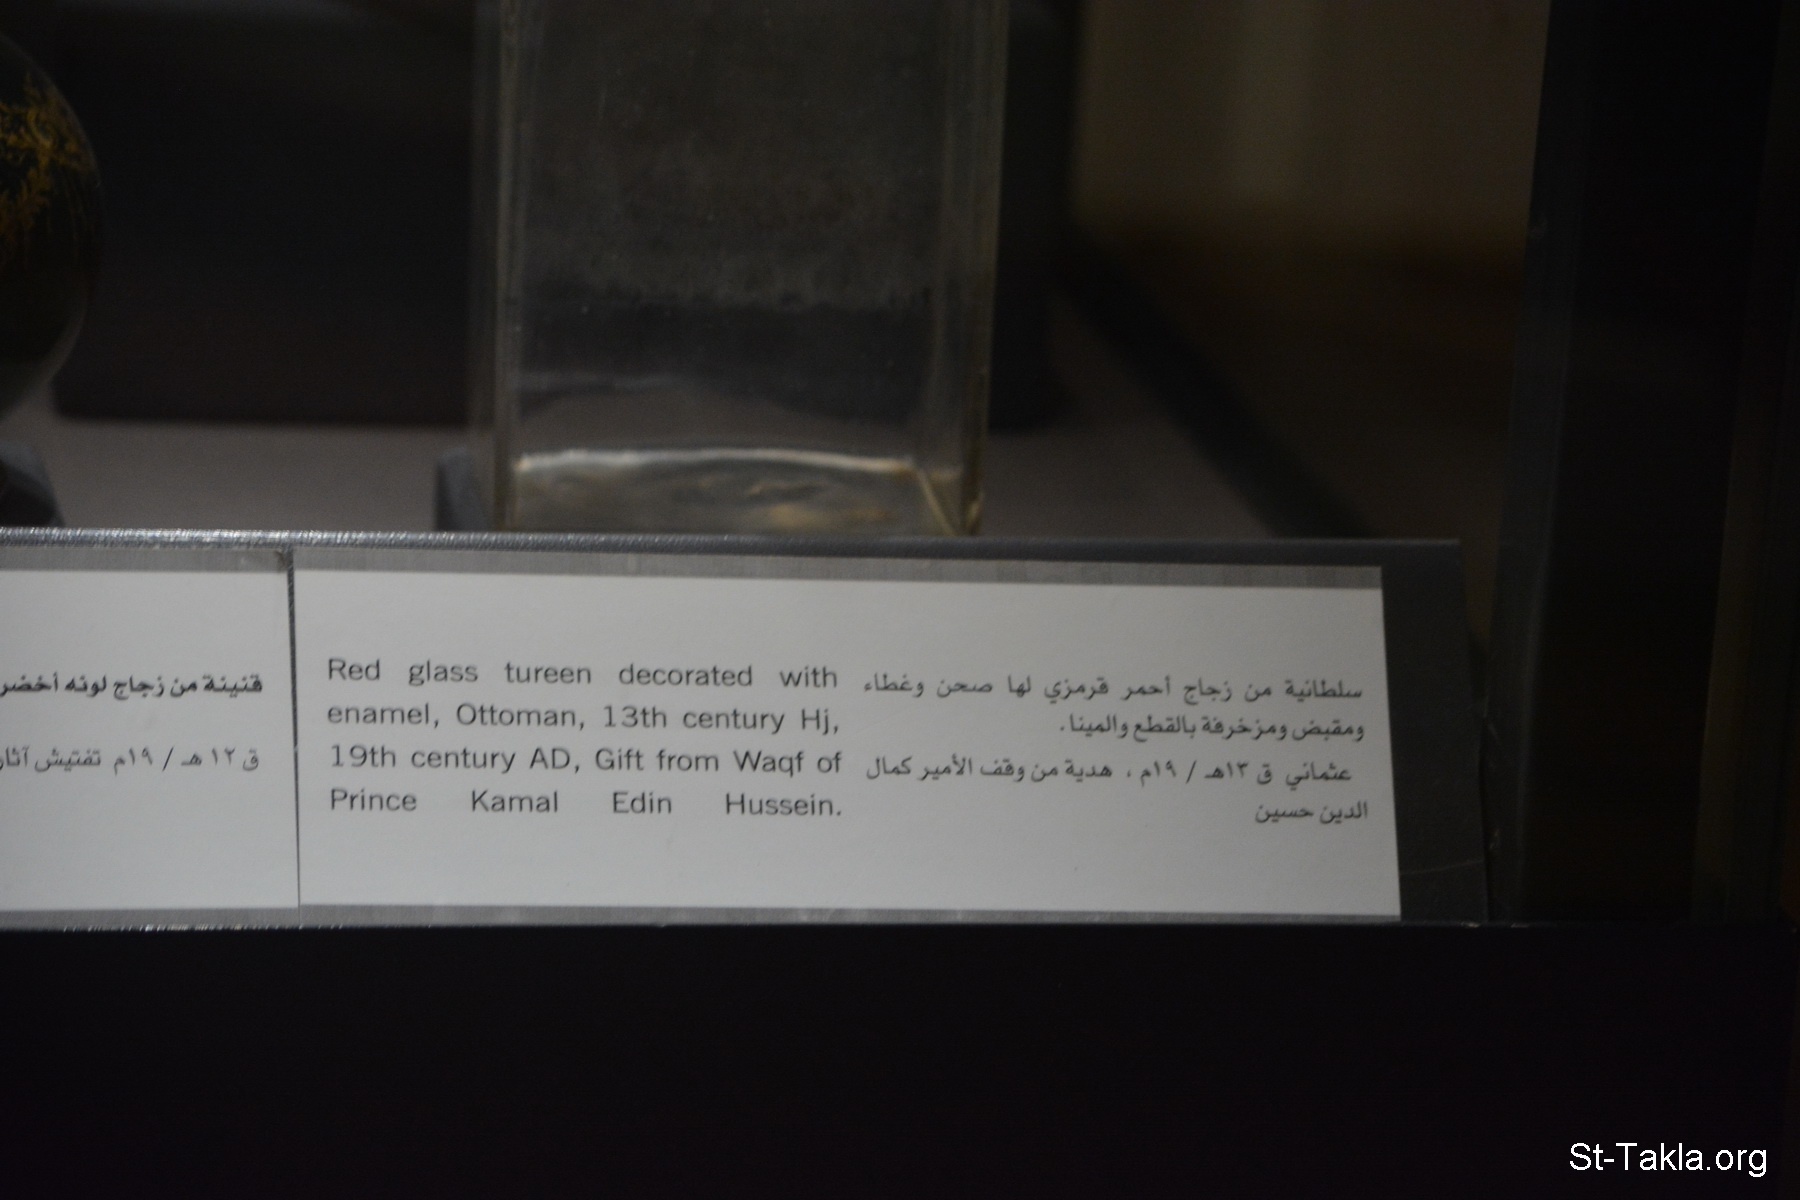 قنينة من زجاج لونه أخضر
ق ١٢ هـ / ١٩م تفتيش
Red glass tureen decorated with
enamel, Ottoman, 13th century Hj,
19th century AD, Gift from Waqf of
Prince Kamal Edin Hussein.
سلطانية من زجاج أحمر قرمزي لها صحن وغطاء
ومقبض ومزخرفة بالقطع والمينا.
عثماني ق ١٣هـ / ١٩م ، هدية من وقف الأمير كمال
الدين حسين
St-Takla.org